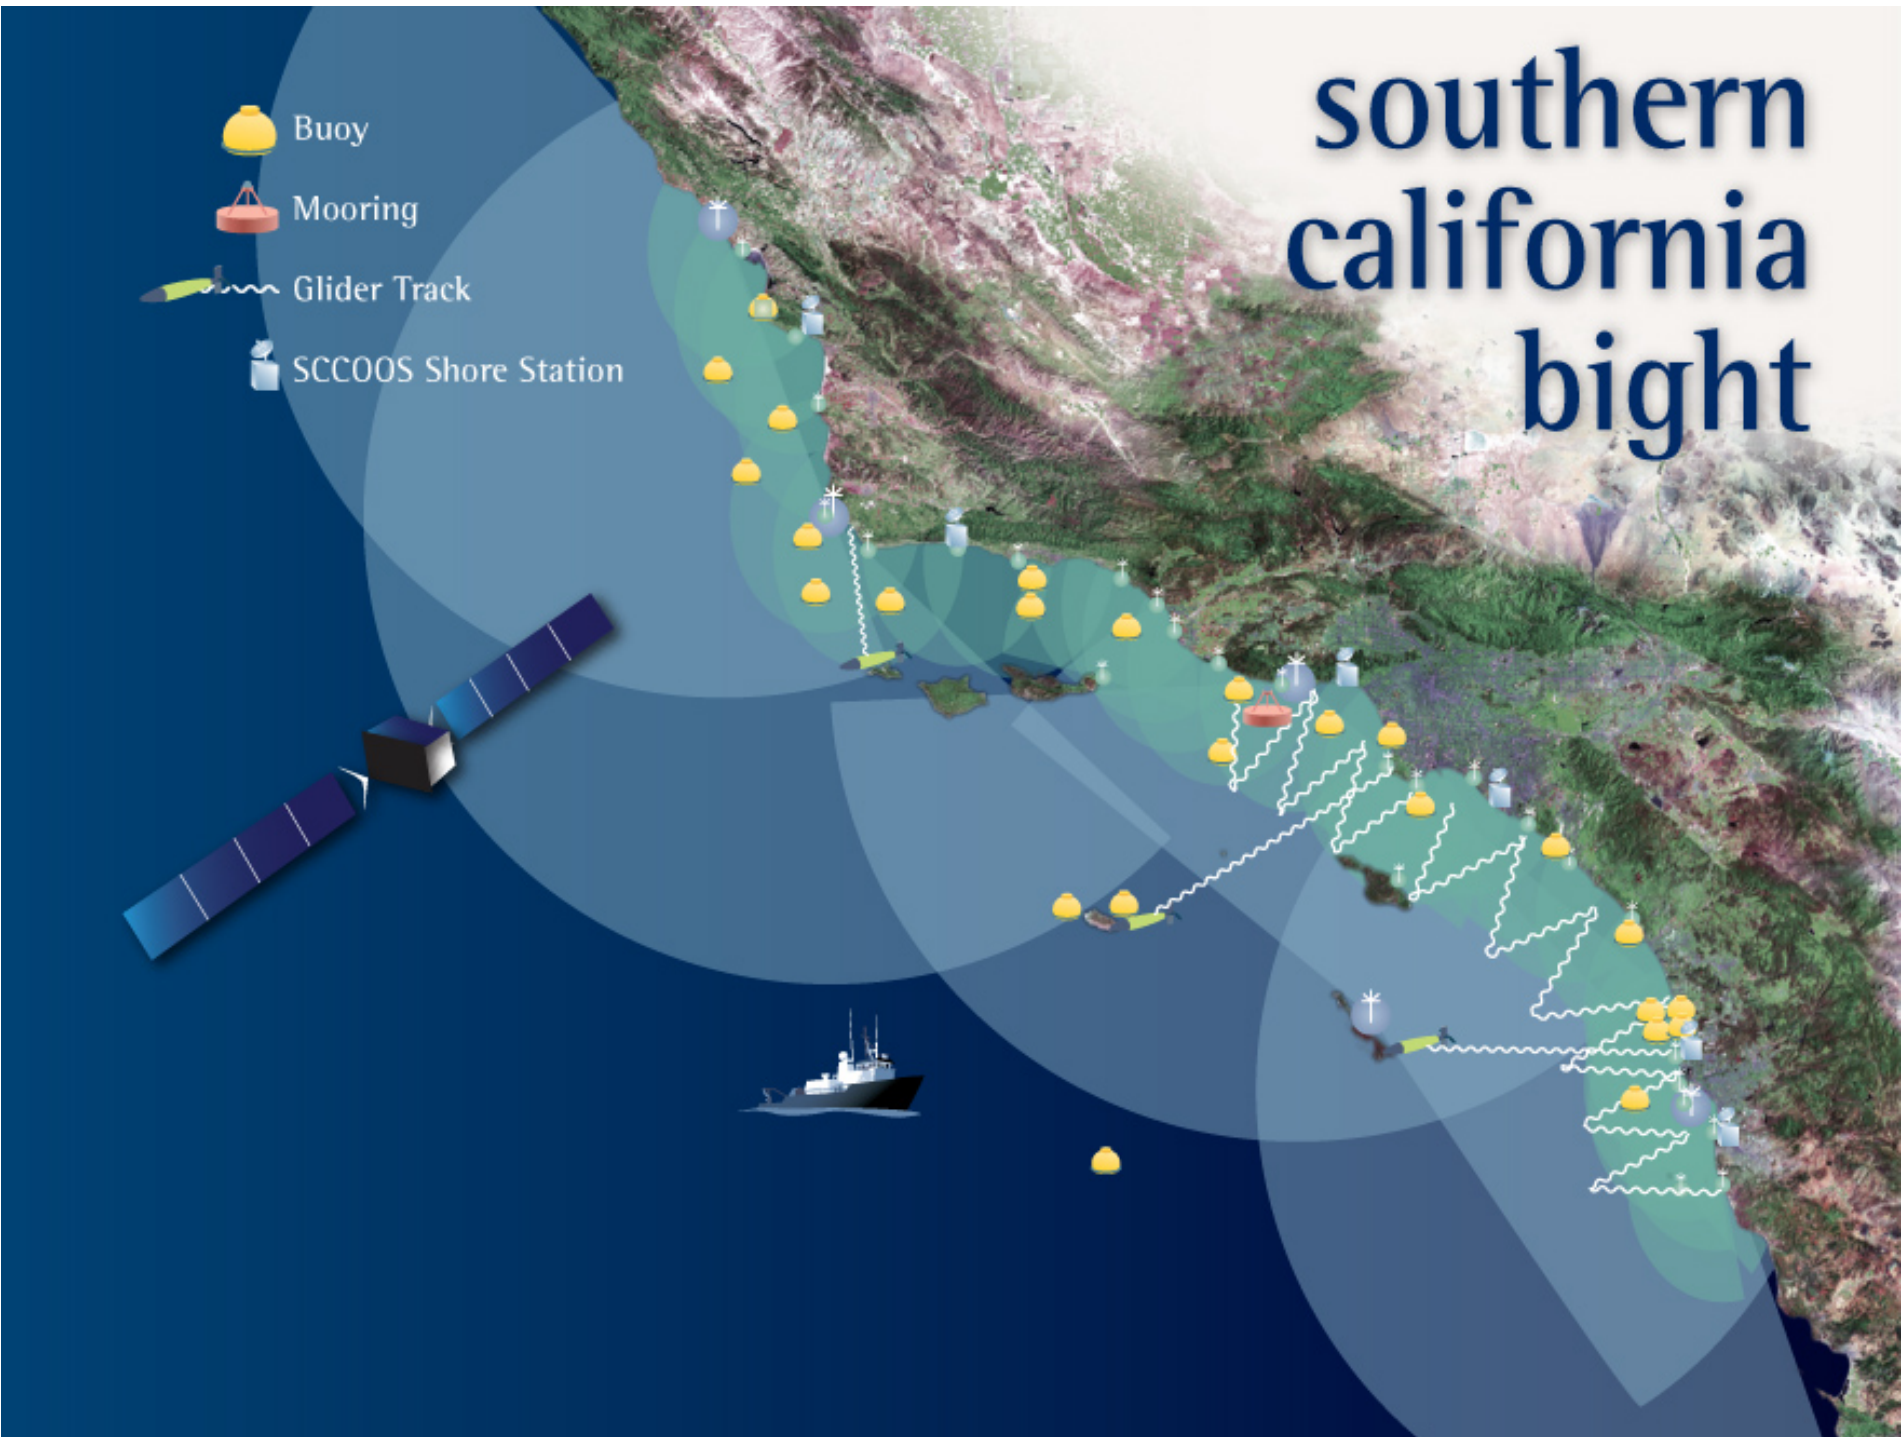 southern
california
bight
Buoy
Mooring
Glider Track
SCCOOS Shore Station